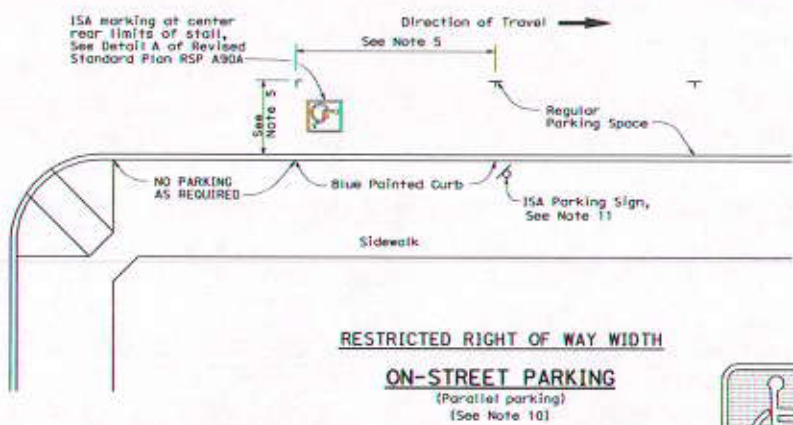 ISA marking at center
rear limits of stall,
See Detail A of Revised
Standard Plan RSP A90A
Direction of Travel
See Note 5
See
Note 5
Regular
Parking Space
NO PARKING
AS REQUIRED
Blue Painted Curb
ISA Parking Sign,
See Note 11
Sidewalk
RESTRICTED RIGHT OF WAY WIDTH
ON-STREET PARKING
(Parallel parking)
(See Note 10)